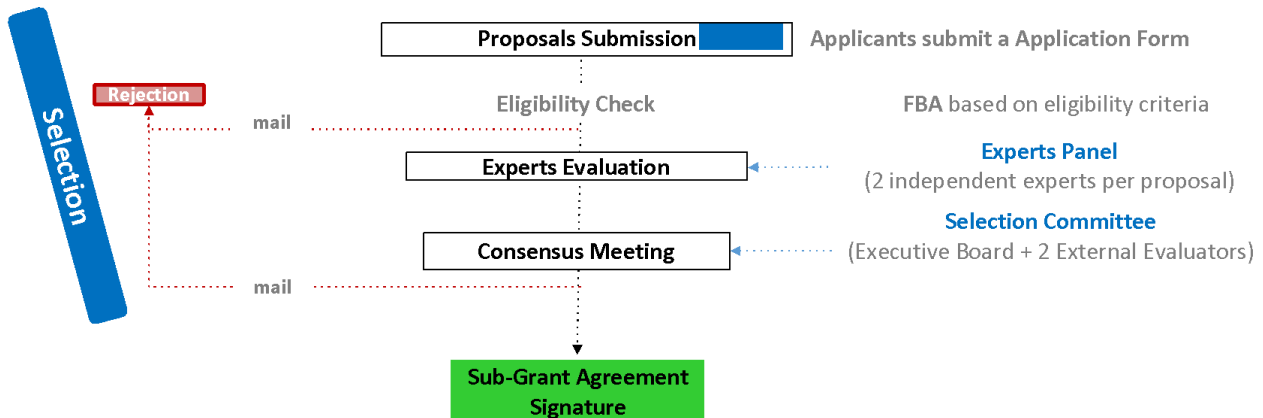 Proposals Submission
Applicants submit a Application Form
Rejection
Eligibility Check
FBA based on eligibility criteria
mail
Selection
Experts Evaluation
Experts Panel
(2 independent experts per proposal)
Consensus Meeting
Selection Committee
(Executive Board + 2 External Evaluators)
mail
Sub-Grant Agreement
Signature